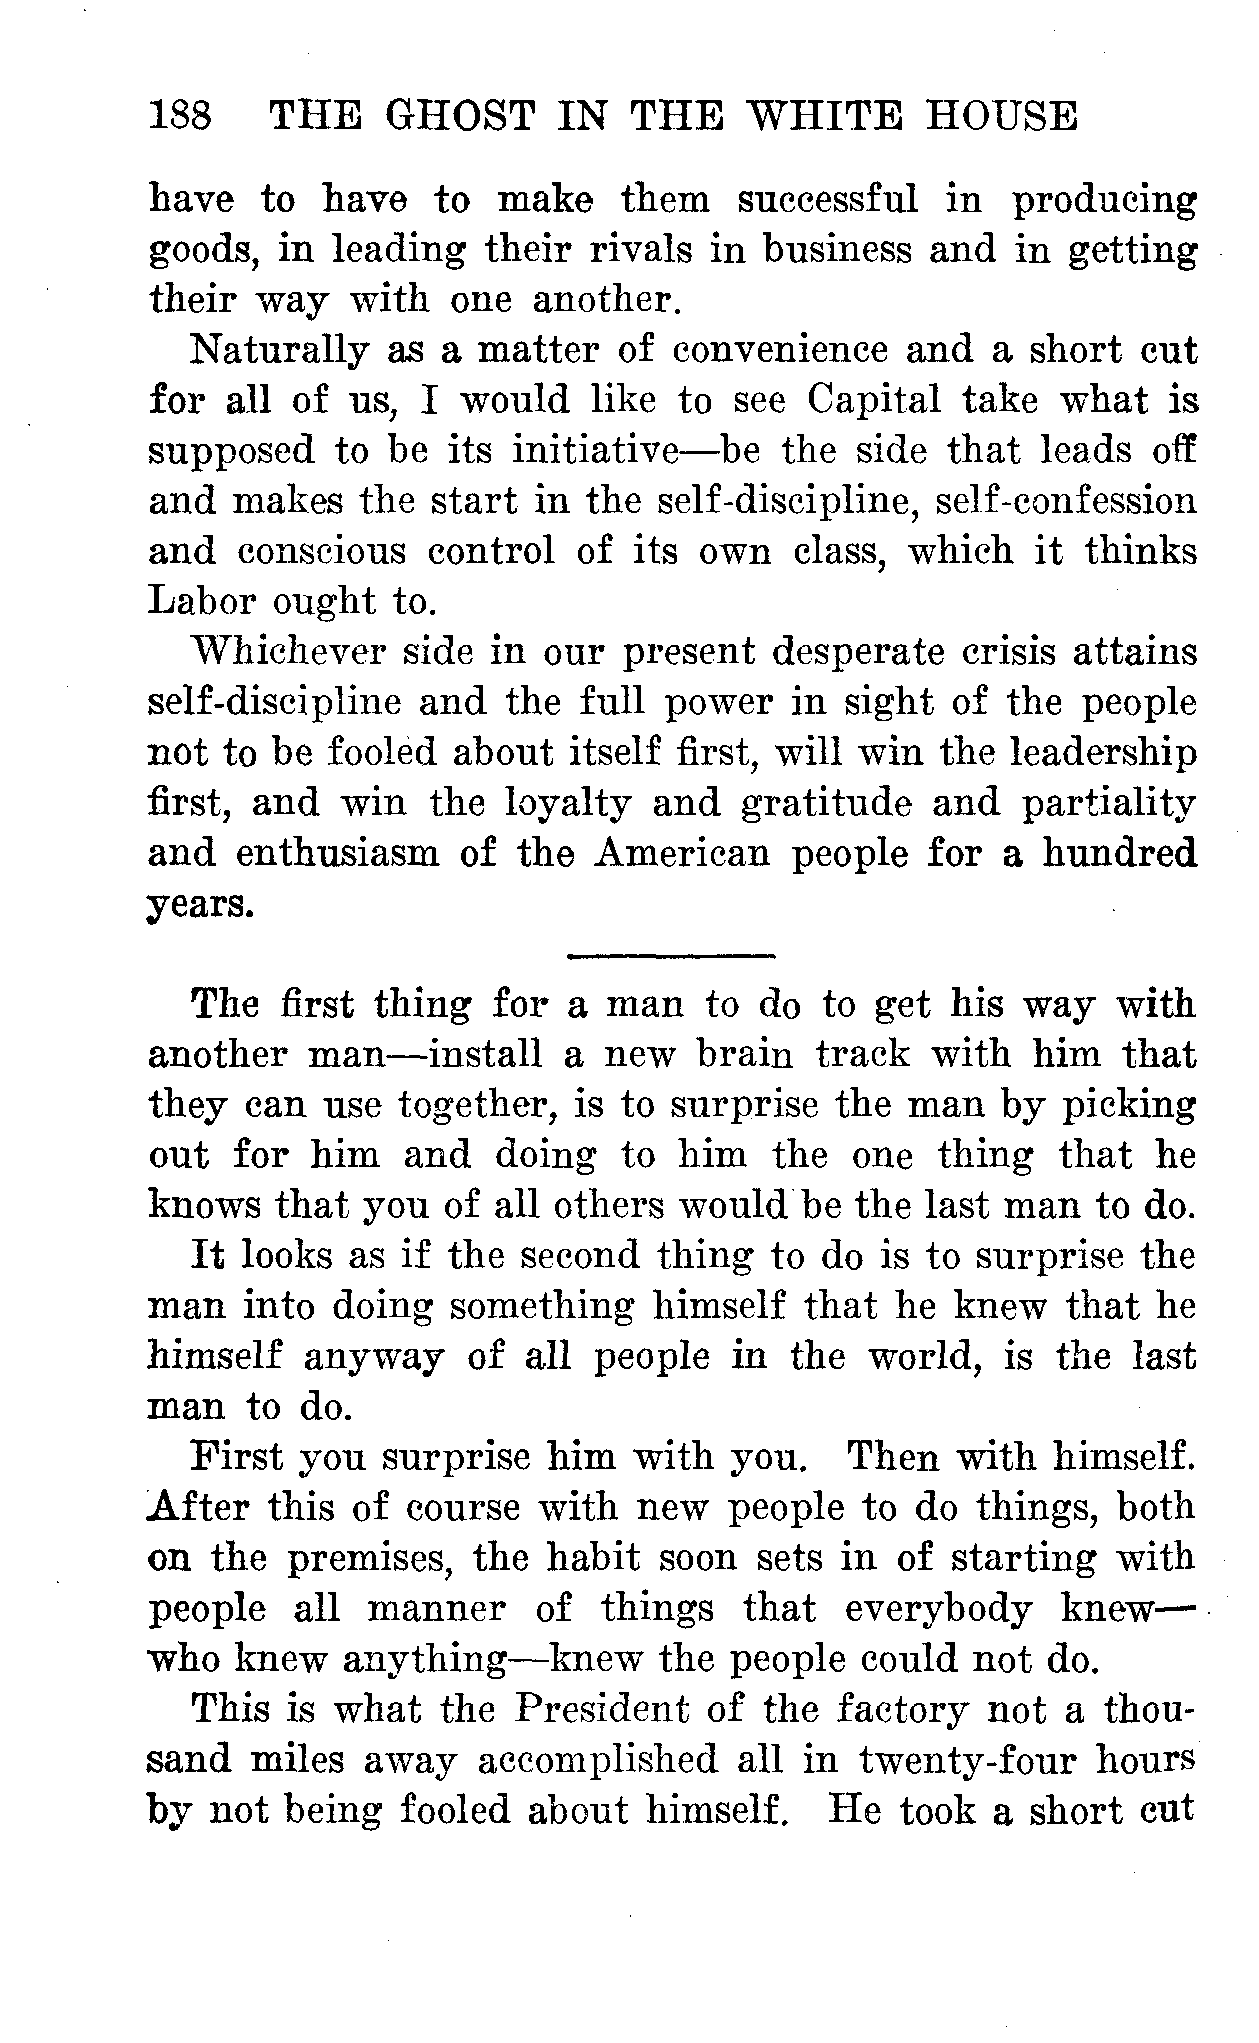 188 THE GHOST IN THE WHITE HOUSE
have to have to make them successful in producing
goods, in leading their rivals in business and in getting
their way with one another.
Naturally as a matter of convenience and a short cut
for all of us, I would like to see Capital take what is
supposed to be its initiative—be the side that leads off
and makes the start in the self-discipline, self-confession
and conscious control of its own class, which it thinks
Labor ought to.
Whichever side in our present desperate crisis attains
self-discipline and the full power in sight of the people
not to be fooled about itself first, will win the leadership
first, and win the loyalty and gratitude and partiality
and enthusiasm of the American people for a hundred
years.
The first thing for a man to do to get his way with
another man—install a new brain track with him that
they can use together, is to surprise the man by picking
out for him and doing to him the one thing that he
knows that you of all others would be the last man to do.
It looks as if the second thing to do is to surprise the
man into doing something himself that he knew that he
himself anyway of all people in the world, is the last
man to do.
First you surprise him with you. Then with himself.
After this of course with new people to do things, both
on the premises, the habit soon sets in of starting with
people all manner of things that everybody knew—
who knew anything—knew the people could not do.
This is what the President of the factory not a thou-
sand miles away accomplished all in twenty-four hours
by not being fooled about himself. He took a short cut